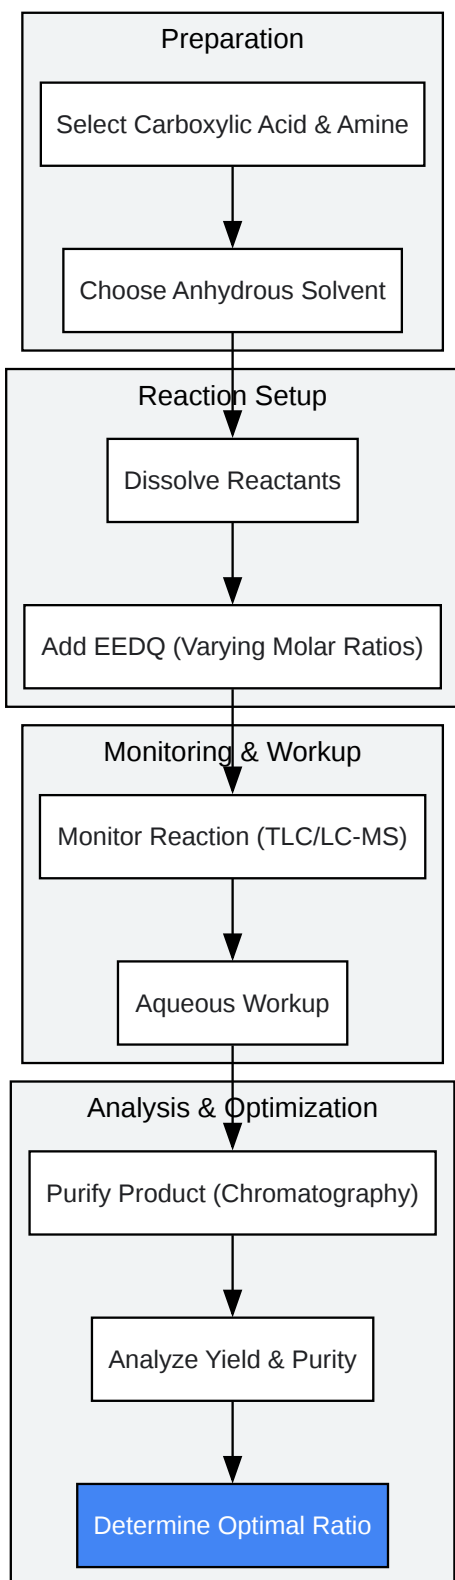 Preparation
Select Carboxylic Acid & Amine
Choose Anhydrous Solvent
Reaction Setup
Dissolve Reactants
Add EEDQ (Varying Molar Ratios)
Monitoring & Workup
Monitor Reaction (TLC/LC-MS)
Aqueous Workup
Analysis & Optimization
Purify Product (Chromatography)
Analyze Yield & Purity
Determine Optimal Ratio